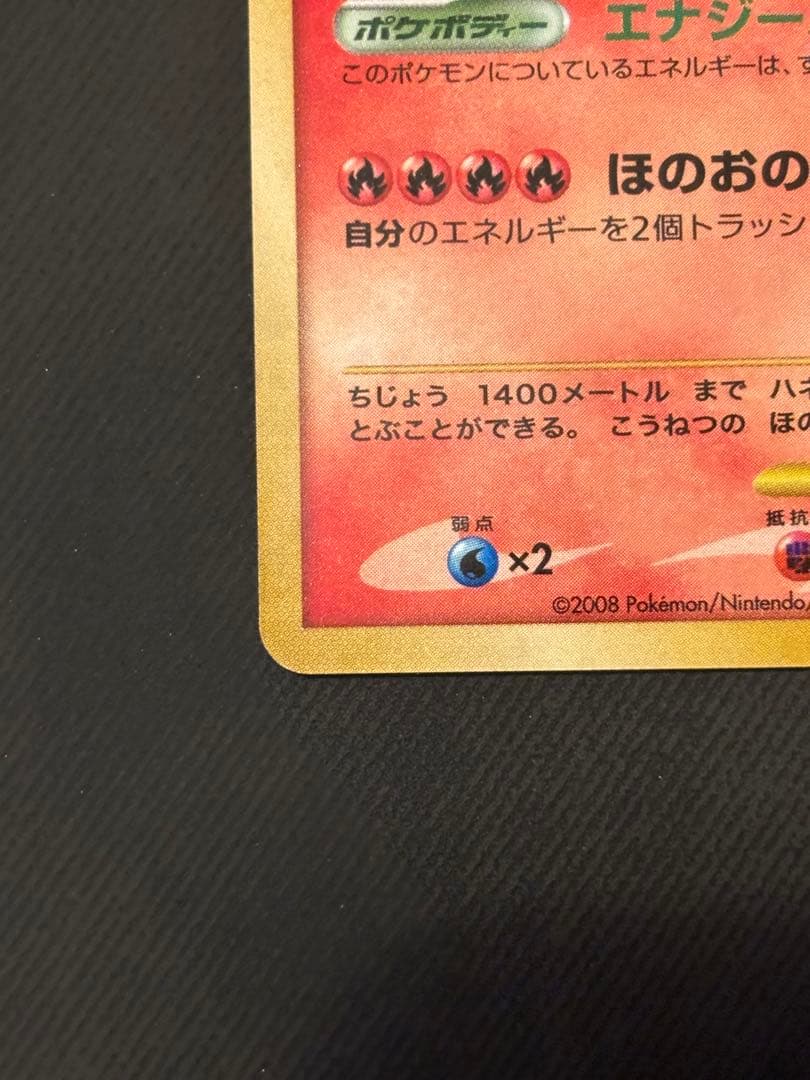 ポケボディー エナジー
このポケモンについているエネルギーは、す
ほのおの
自分のエネルギーを2個トラッシ
ちじょう 1400メートル まで ハネ
とぶことができる。 こうねつの ほの
弱点 抵抗
×2
©2008 Pokémon/Nintendo/